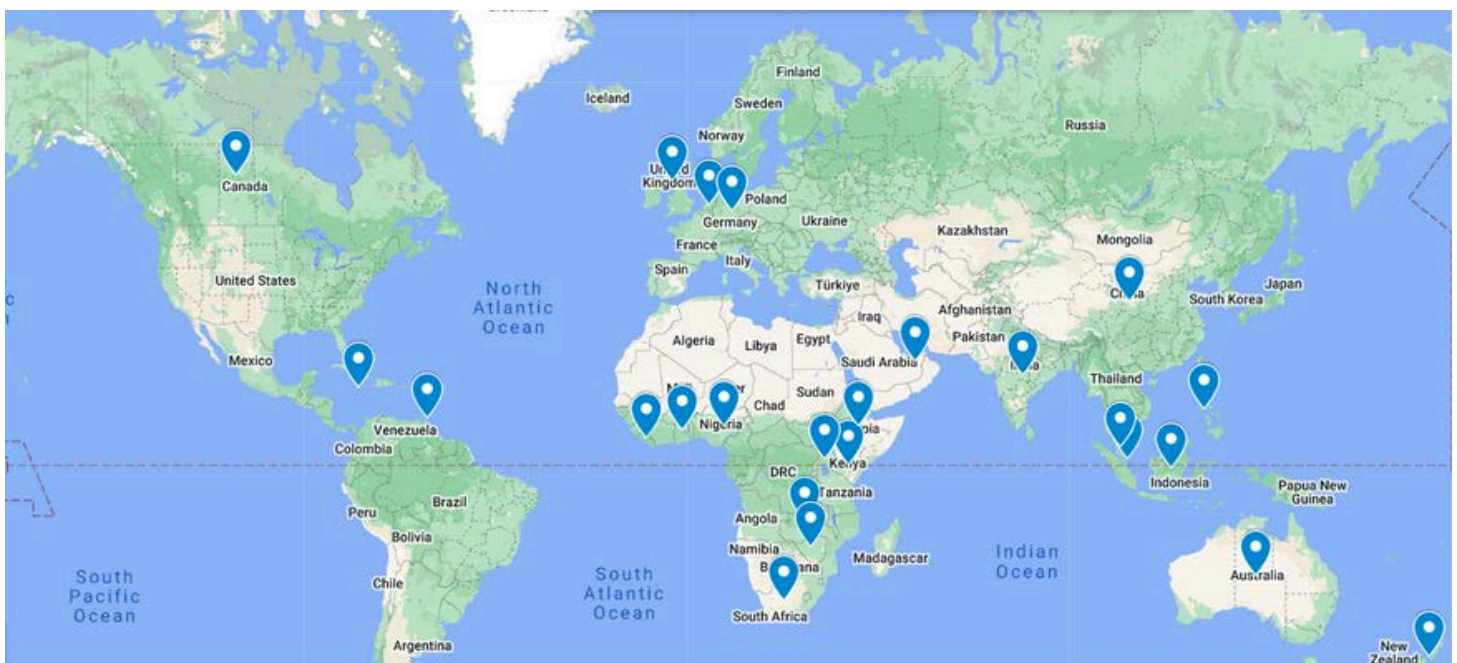 Iceland
Finland
Sweden
Norway
Russia
United
Kingdom
Canada
Poland
Germany
Ukraine
Kazakhstan
Mongolia
France
Italy
Spain
United States
Türkiye
North
Atlantic
Ocean
China
Japan
South Korea
Afghanistan
Iraq
Pakistan
Algeria
Libya
Egypt
Saudi Arabia
Mexico
India
Thailand
Sudan
Chad
Nigeria
Venezuela
Colombia
Kenya
DRC
Tanzania
Indonesia
Papua New
Guinea
Brazil
Peru
Angola
Bolivia
Namibia
Madagascar
Indian
Ocean
Australia
South
Pacific
Ocean
Chile
South
Atlantic
Ocean
South Africa
Argentina
New
Zealand